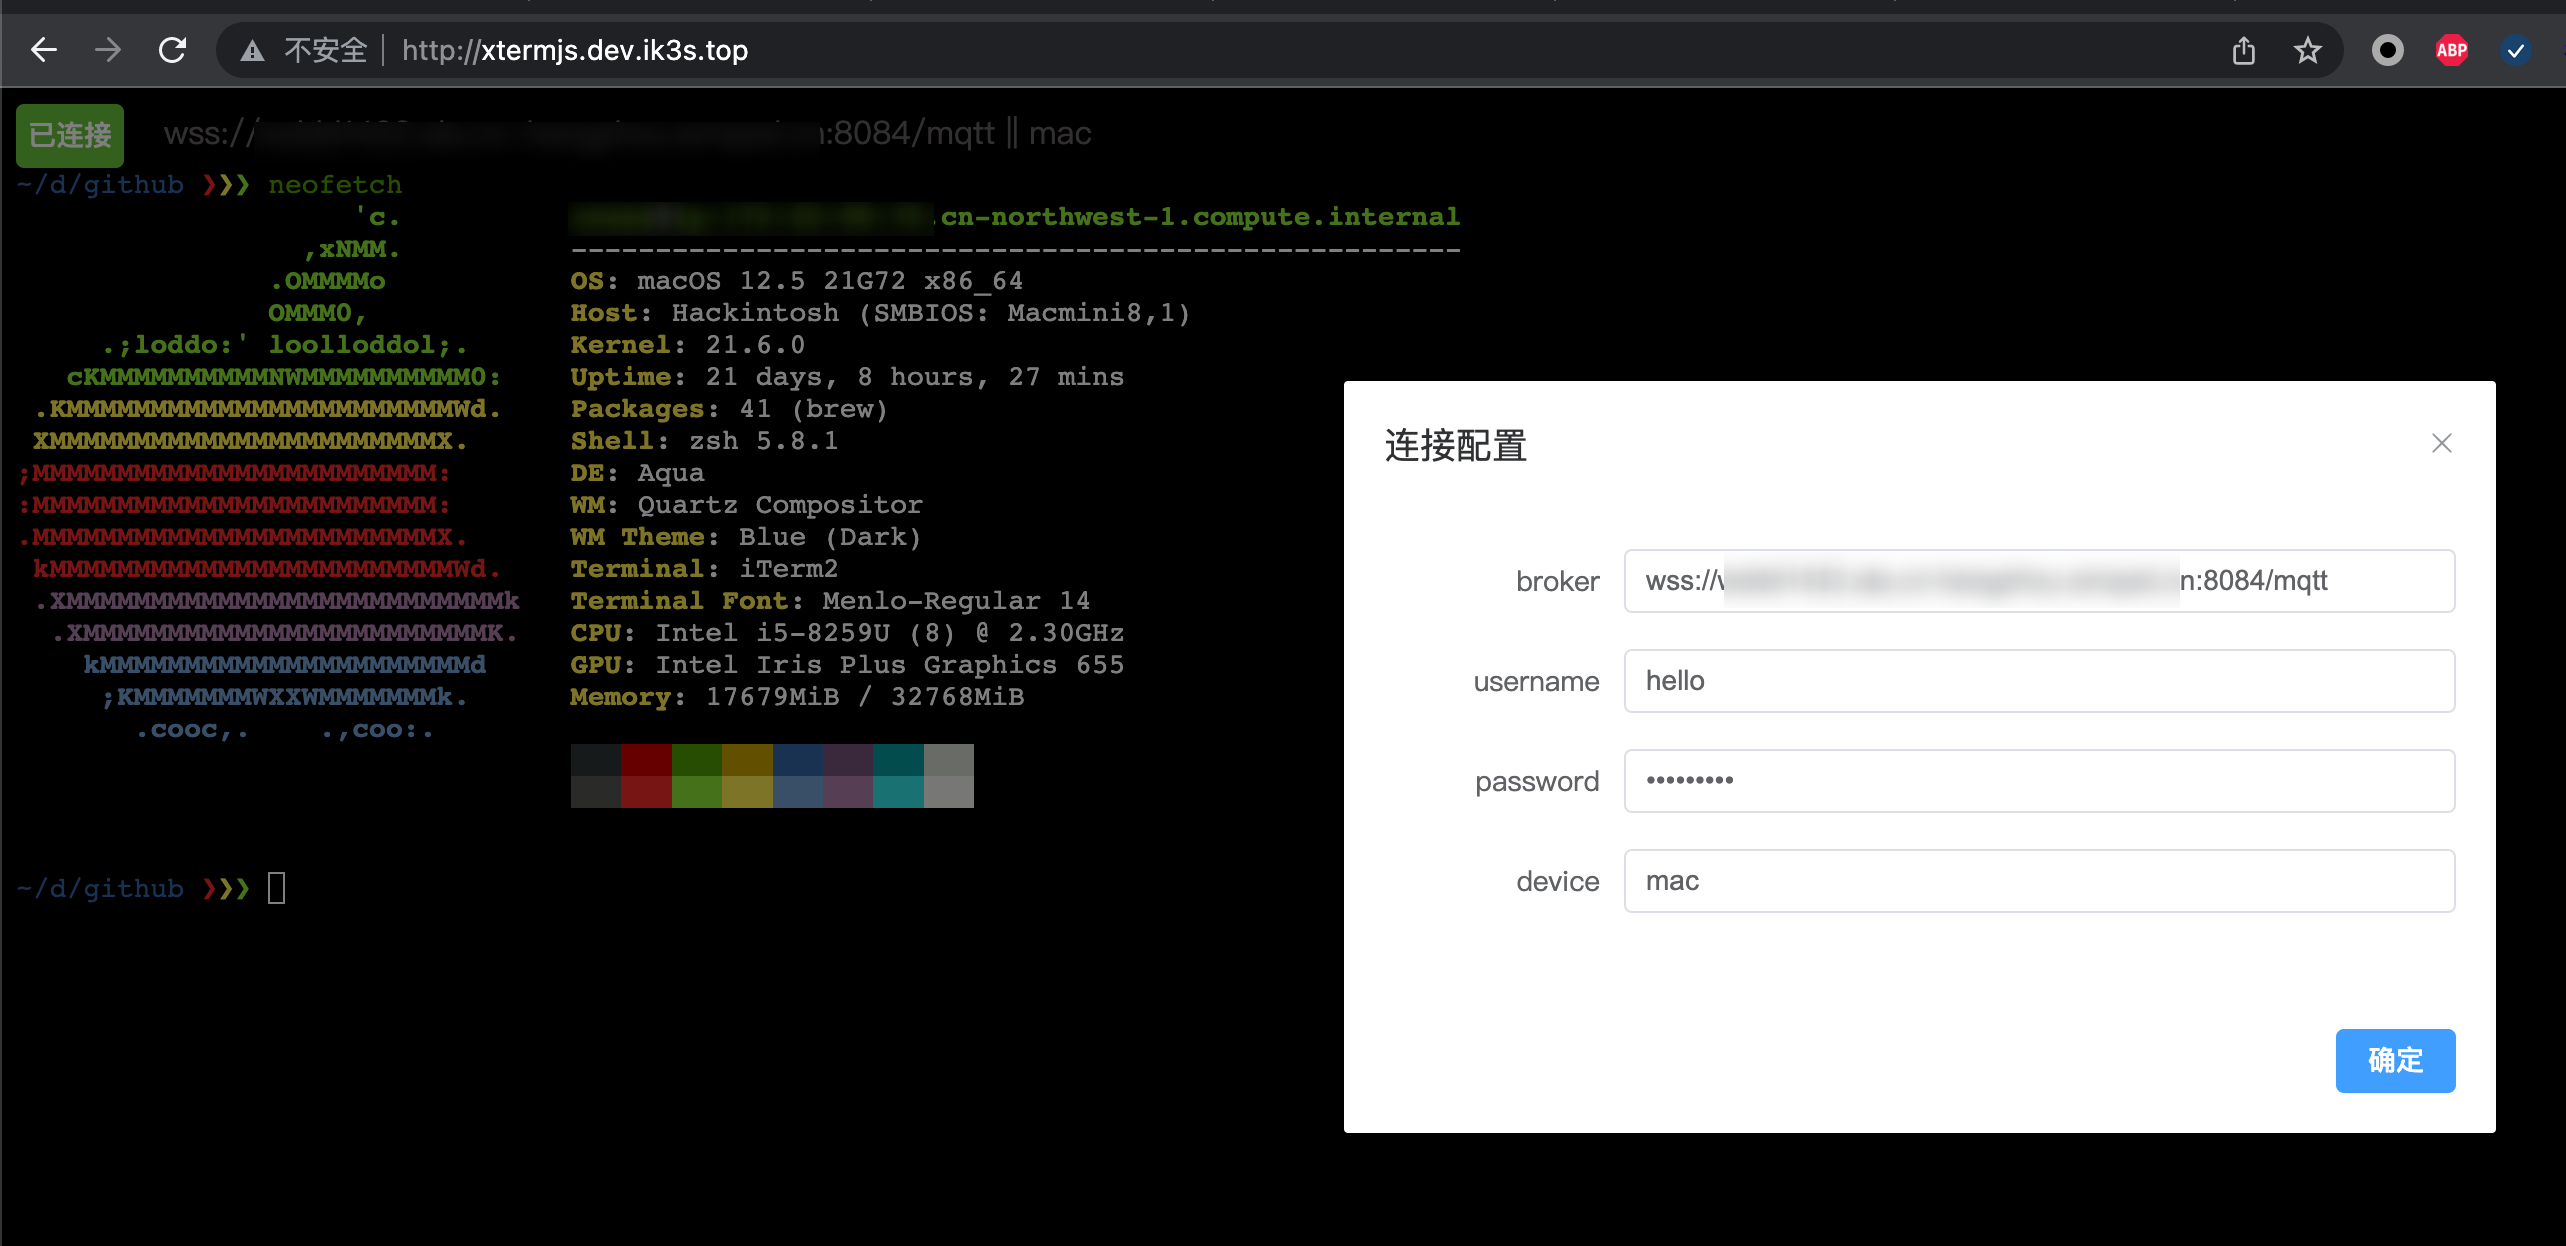 不安全 http://xtermjs.dev.ik3s.top
ABP
已连接 wss:// n:8084/mqtt || mac
~/d/github ❯❯❯ neofetch
'c. .cn-northwest-1.compute.internal
,xNMM. -----------------------------------------------------
.OMMMMo OS: macOS 12.5 21G72 x86_64
OMMM0, Host: Hackintosh (SMBIOS: Macmini8,1)
.;loddo:' loolloddol;. Kernel: 21.6.0
cKMMMMMMMMMMNWMMMMMMMMMM0: Uptime: 21 days, 8 hours, 27 mins
.KMMMMMMMMMMMMMMMMMMMMMMMWd. Packages: 41 (brew)
XMMMMMMMMMMMMMMMMMMMMMMMX. Shell: zsh 5.8.1
;MMMMMMMMMMMMMMMMMMMMMMMM: DE: Aqua
:MMMMMMMMMMMMMMMMMMMMMMMM: WM: Quartz Compositor
.MMMMMMMMMMMMMMMMMMMMMMMMX. WM Theme: Blue (Dark)
kMMMMMMMMMMMMMMMMMMMMMMMMWd. Terminal: iTerm2
.XMMMMMMMMMMMMMMMMMMMMMMMMMMk Terminal Font: Menlo-Regular 14
.XMMMMMMMMMMMMMMMMMMMMMMMMK. CPU: Intel i5-8259U (8) @ 2.30GHz
kMMMMMMMMMMMMMMMMMMMMMMd GPU: Intel Iris Plus Graphics 655
;KMMMMMMMWXXWMMMMMMMk. Memory: 17679MiB / 32768MiB
.cooc,. .,coo:.
~/d/github ❯❯❯
连接配置
broker wss:// n:8084/mqtt
username hello
password •••••••••
device mac
确定